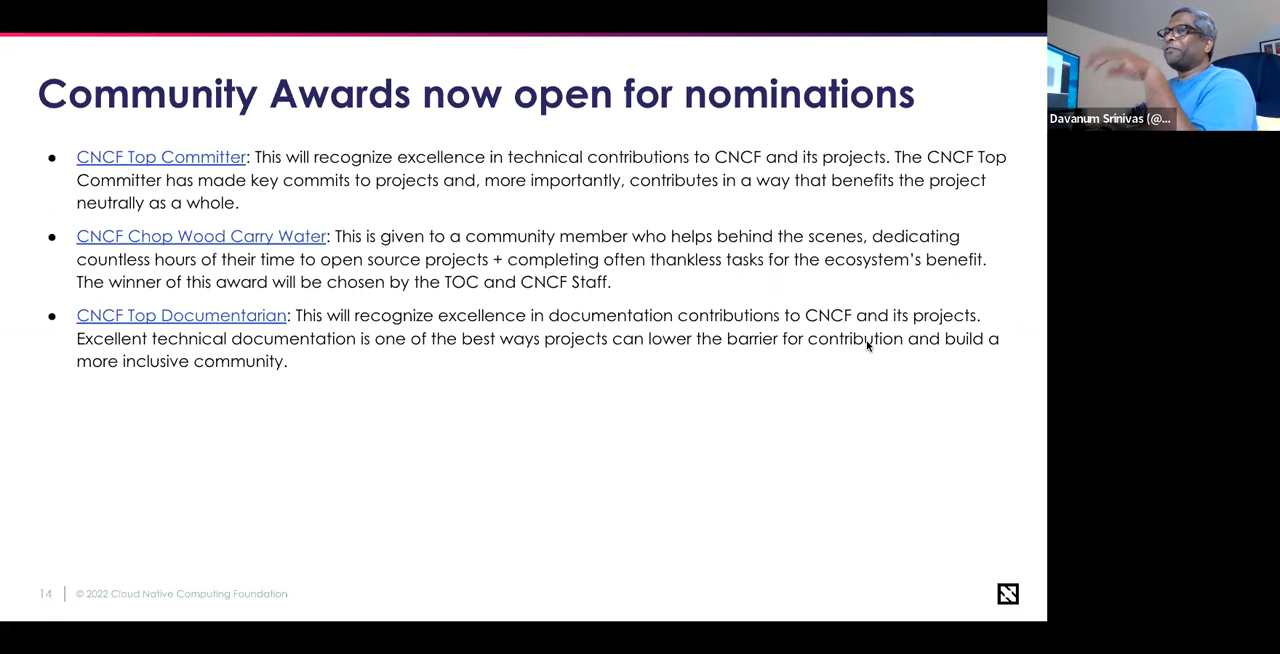 Community Awards now open for nominations
● CNCF Top Committer: This will recognize excellence in technical contributions to CNCF and its projects. The CNCF Top
Committer has made key commits to projects and, more importantly, contributes in a way that benefits the project
neutrally as a whole.
● CNCF Chop Wood Carry Water: This is given to a community member who helps behind the scenes, dedicating
countless hours of their time to open source projects + completing often thankless tasks for the ecosystem's benefit.
The winner of this award will be chosen by the TOC and CNCF Staff.
● CNCF Top Documentarian: This will recognize excellence in documentation contributions to CNCF and its projects.
Excellent technical documentation is one of the best ways projects can lower the barrier for contribution and build a
more inclusive community.
14 | © 2022 Cloud Native Computing Foundation
Davanum Srinivas (@...